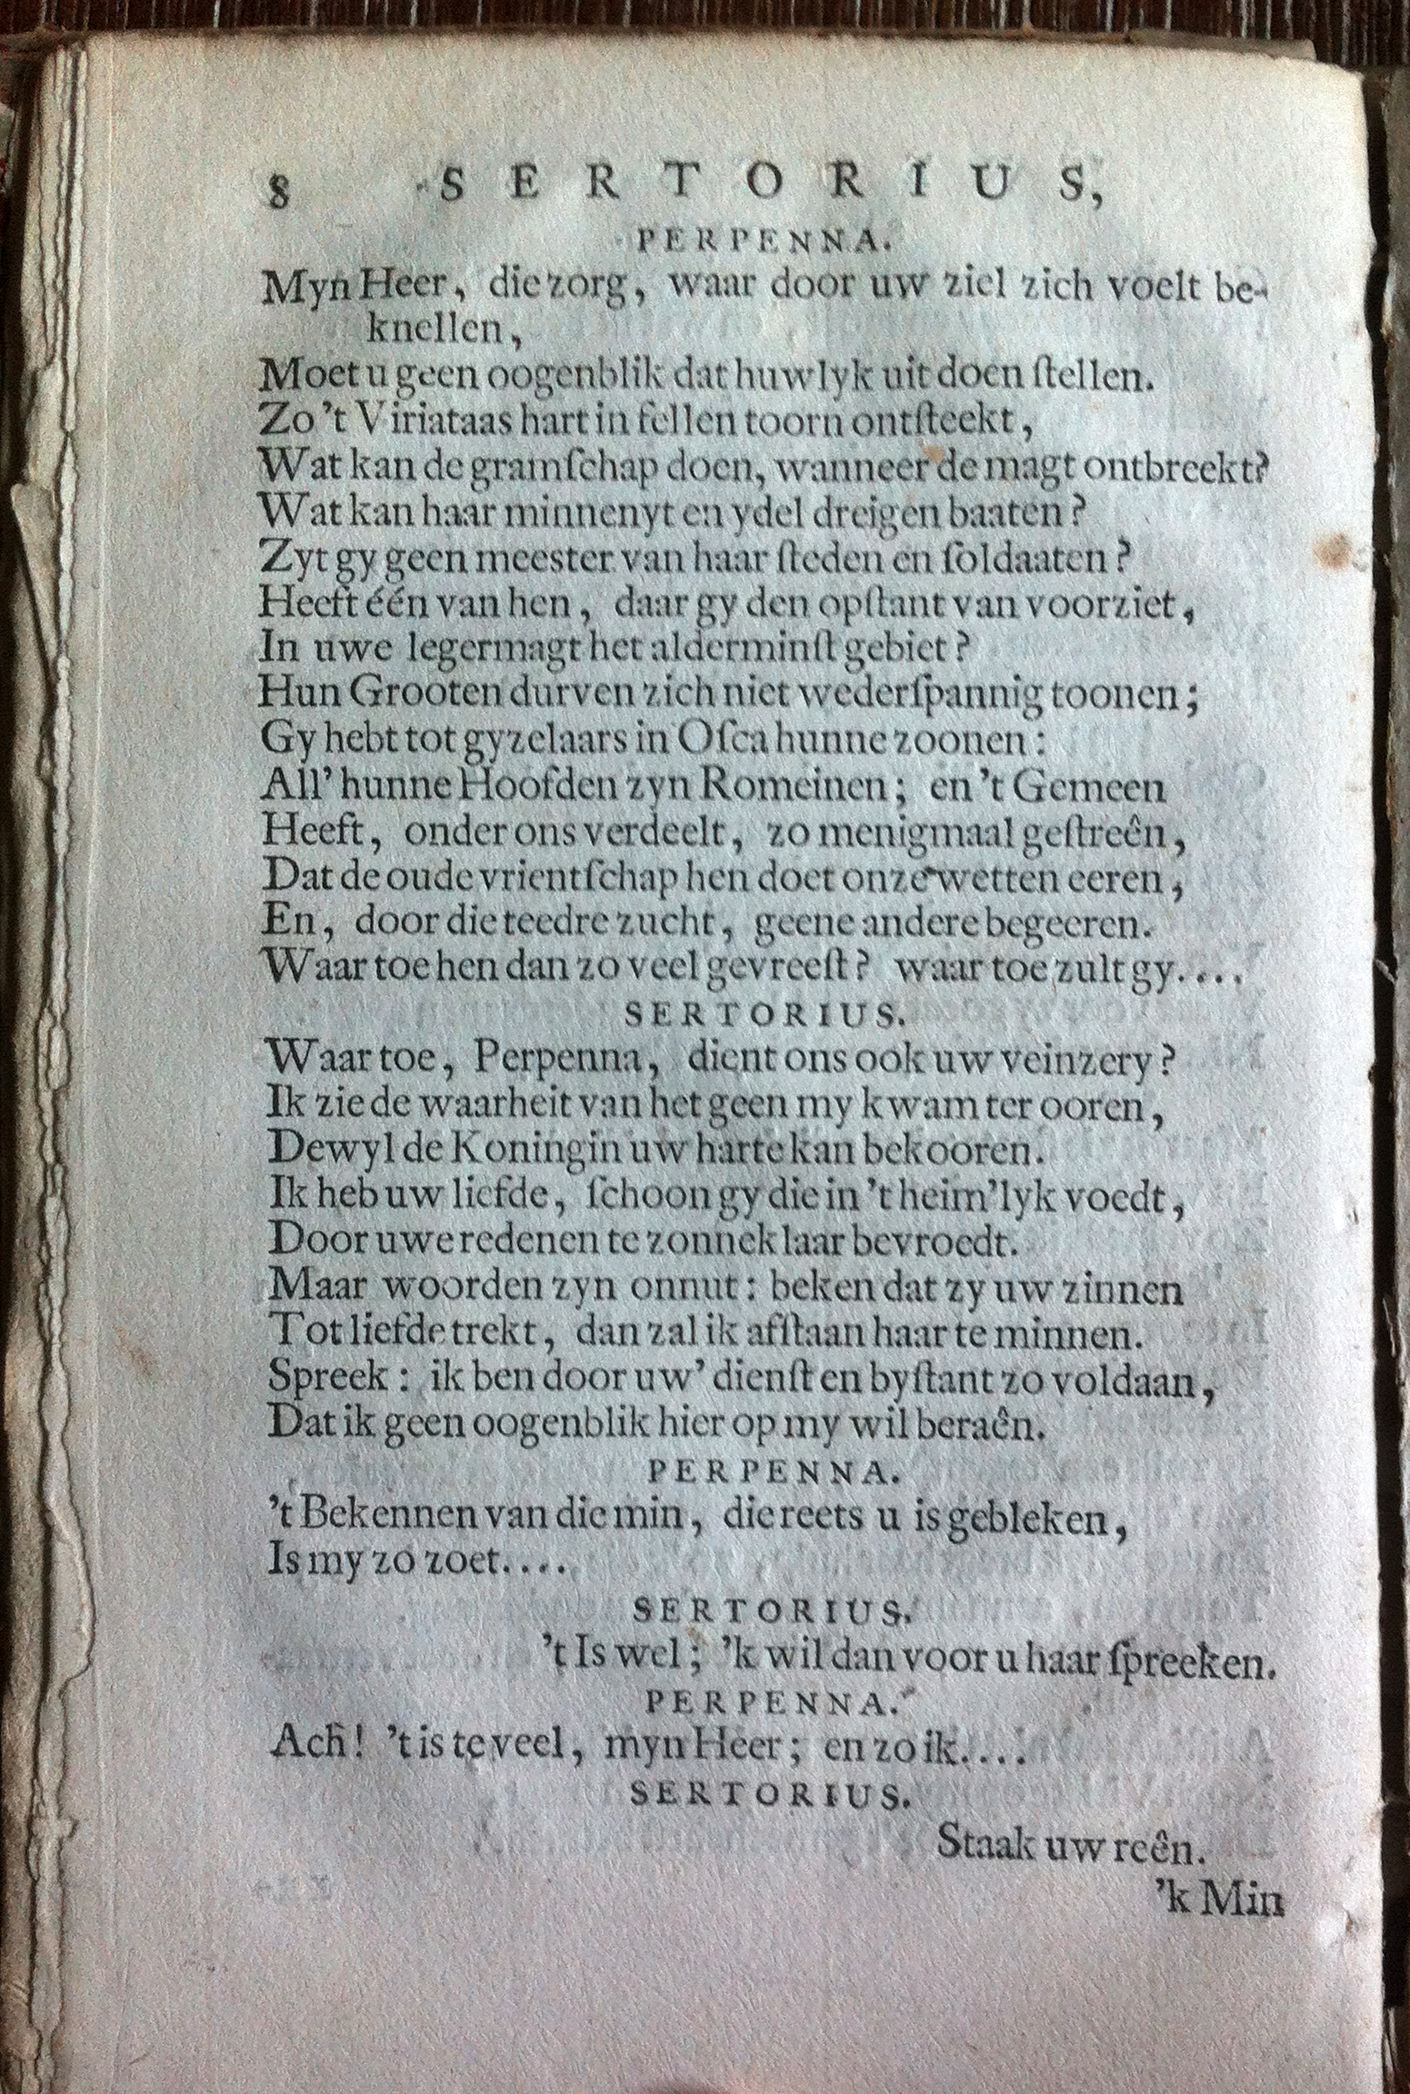 8 SERTORIUS,
PERPENNA.
Myn Heer, die zorg, waar door uw ziel zich voelt be-
knellen,
Moet u geen oogenblik dat huwlyk uit doen ſtellen.
Zo 't Viriataas hart in fellen toorn ontſteekt,
Wat kan de gramſchap doen, wanneer de magt ontbreekt?
Wat kan haar minnenyt en ydel dreigen baaten?
Zyt gy geen meester van haar ſteden en ſoldaaten?
Heeft één van hen, daar gy den opſtant van voorziet,
In uwe legermagt het alderminſt gebiet?
Hun Grooten durven zich niet wederſpannig toonen;
Gy hebt tot gyzelaars in Oſca hunne zoonen:
All' hunne Hoofden zyn Romeinen; en 't Gemeen
Heeft, onder ons verdeelt, zo menigmaal geſtreên,
Dat de oude vrientſchap hen doet onze wetten eeren,
En, door die teedre zucht, geene andere begeeren.
Waar toe hen dan zo veel gevreeſt? waar toe zult gy....
SERTORIUS.
Waar toe, Perpenna, dient ons ook uw veinzery?
Ik zie de waarheit van het geen my kwam ter ooren,
Dewyl de Koningin uw harte kan bekooren.
Ik heb uw liefde, ſchoon gy die in 't heim'lyk voedt,
Door uwe redenen te zonneklaar bevroedt.
Maar woorden zyn onnut: beken dat zy uw zinnen
Tot liefde trekt, dan zal ik afſtaan haar te minnen.
Spreek: ik ben door uw' dienſt en byſtant zo voldaan,
Dat ik geen oogenblik hier op my wil beraên.
PERPENNA.
't Bekennen van die min, die reets u is gebleken,
Is my zo zoet....
SERTORIUS.
't Is wel; 'k wil dan voor u haar ſpreeken.
PERPENNA.
Ach! 't is te veel, myn Heer; en zo ik....
SERTORIUS.
Staak uw reên.
'k Min